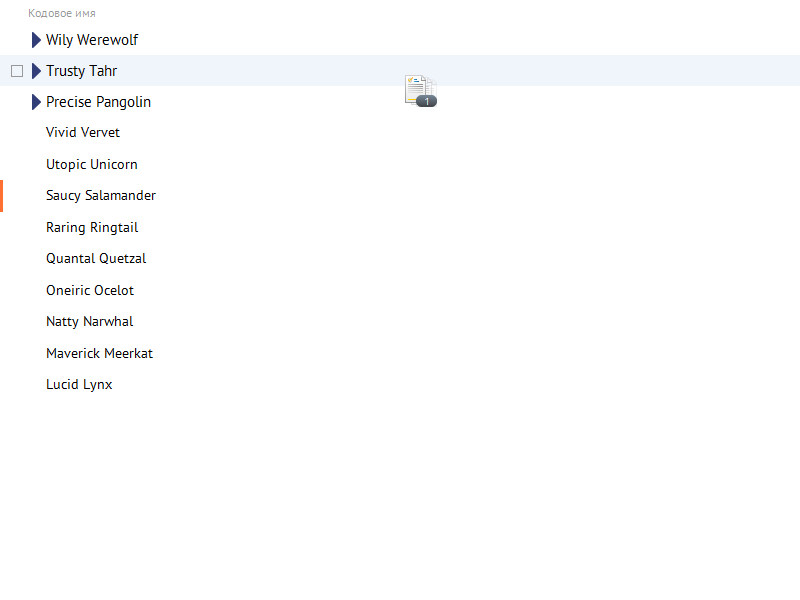 Кодовое имя
Wily Werewolf
Trusty Tahr
1
Precise Pangolin
Vivid Vervet
Utopic Unicorn
Saucy Salamander
Raring Ringtail
Quantal Quetzal
Oneiric Ocelot
Natty Narwhal
Maverick Meerkat
Lucid Lynx